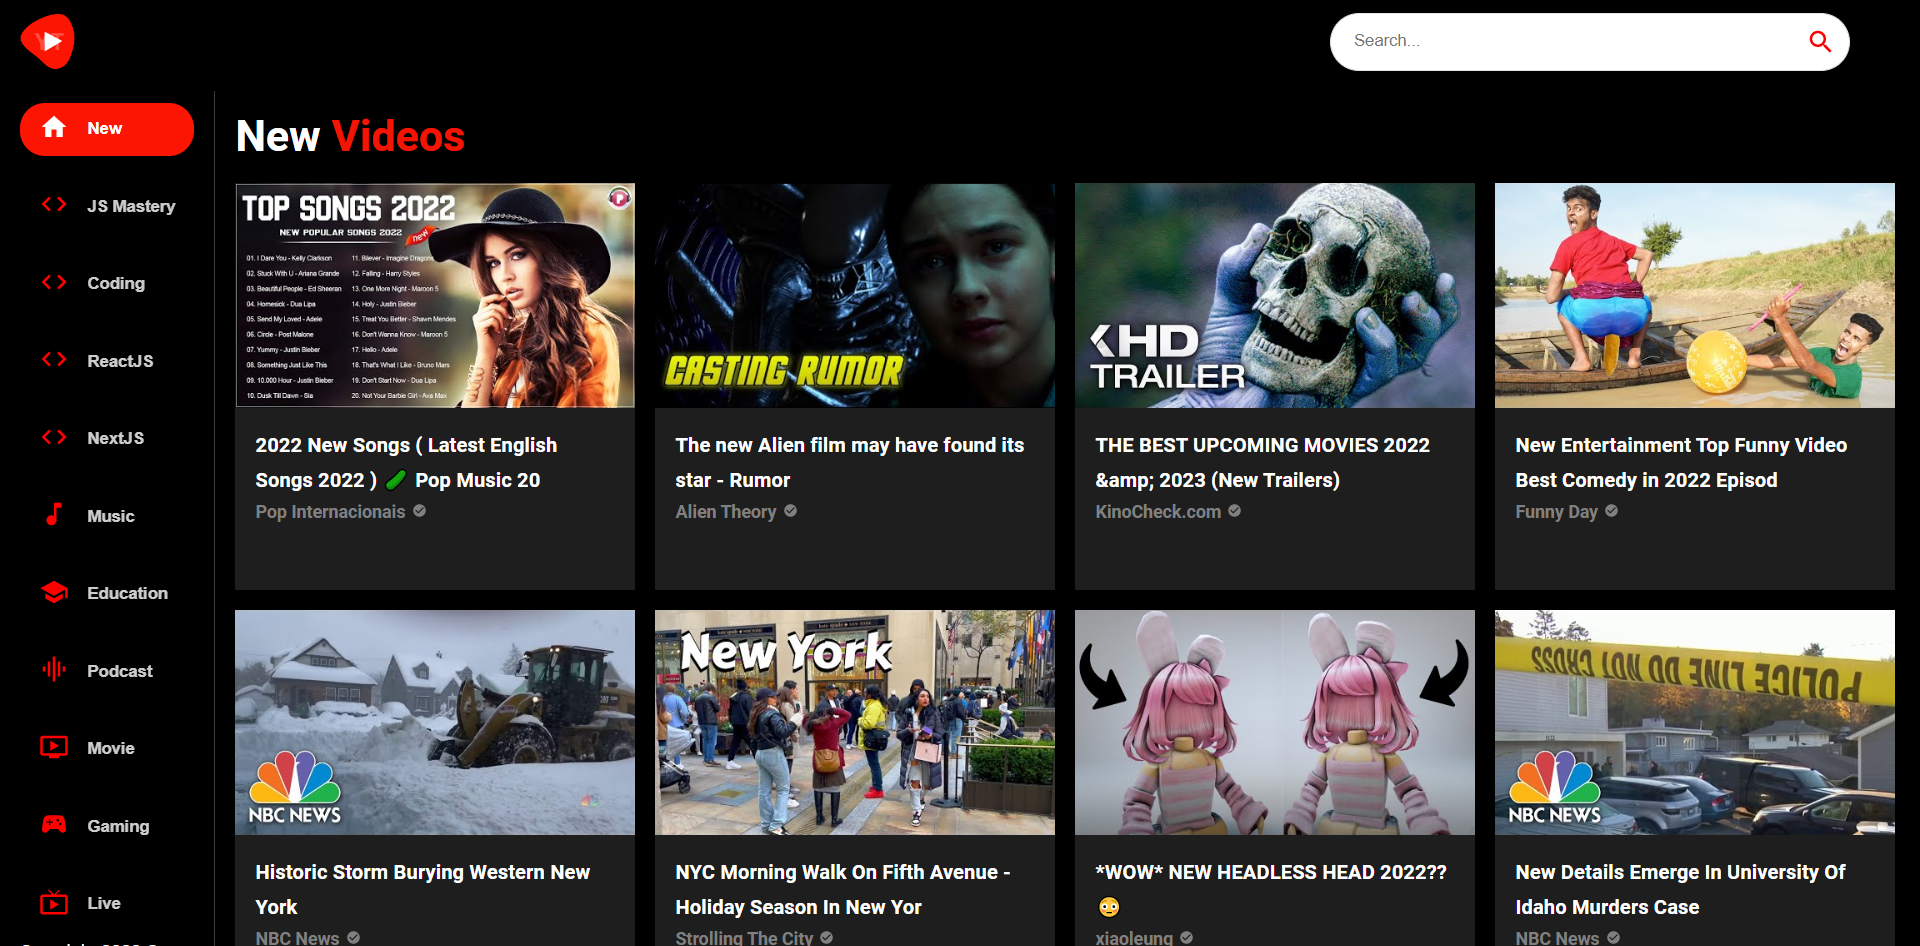 YT
Search...
New
JS Mastery
Coding
ReactJS
NextJS
Music
Education
Podcast
Movie
Gaming
Live
New Videos
TOP SONGS 2022
NEW POPULAR SONGS 2022
new
01. I Dare You - Kelly Clarkson
02. Stuck With U - Ariana Grande
03. Beautiful People - Ed Sheeran
04. Homesick - Dua Lipa
05. Send My Loved - Adele
06. Circle - Post Malone
07. Yummy - Justin Bieber
08. Something Just Like This
09. 10.000 Hour - Justin Bieber
10. Dusk Till Dawn - Sia
11. Bilever - Imagine Dragons
12. Falling - Harry Styles
13. One More Night - Maroon 5
14. Holy - Justin Bieber
15. Treat You Better - Shawn Mendes
16. Don't Wanna Know - Maroon 5
17. Hello - Adele
18. That's What I Like - Bruno Mars
19. Don't Start Now - Dua Lipa
20. Not Your Barbie Girl - Ava Max
2022 New Songs ( Latest English
Songs 2022 ) 🥒 Pop Music 20
Pop Internacionais
CASTING RUMOR
The new Alien film may have found its
star - Rumor
Alien Theory
KHD
TRAILER
THE BEST UPCOMING MOVIES 2022
&amp; 2023 (New Trailers)
KinoCheck.com
New Entertainment Top Funny Video
Best Comedy in 2022 Episod
Funny Day
NBC NEWS
Historic Storm Burying Western New
York
NBC News
New York
NYC Morning Walk On Fifth Avenue -
Holiday Season In New Yor
Strolling The City
*WOW* NEW HEADLESS HEAD 2022??
😳
xiaoleung
POLICE LINE DO NOT CROSS
NBC NEWS
New Details Emerge In University Of
Idaho Murders Case
NBC News